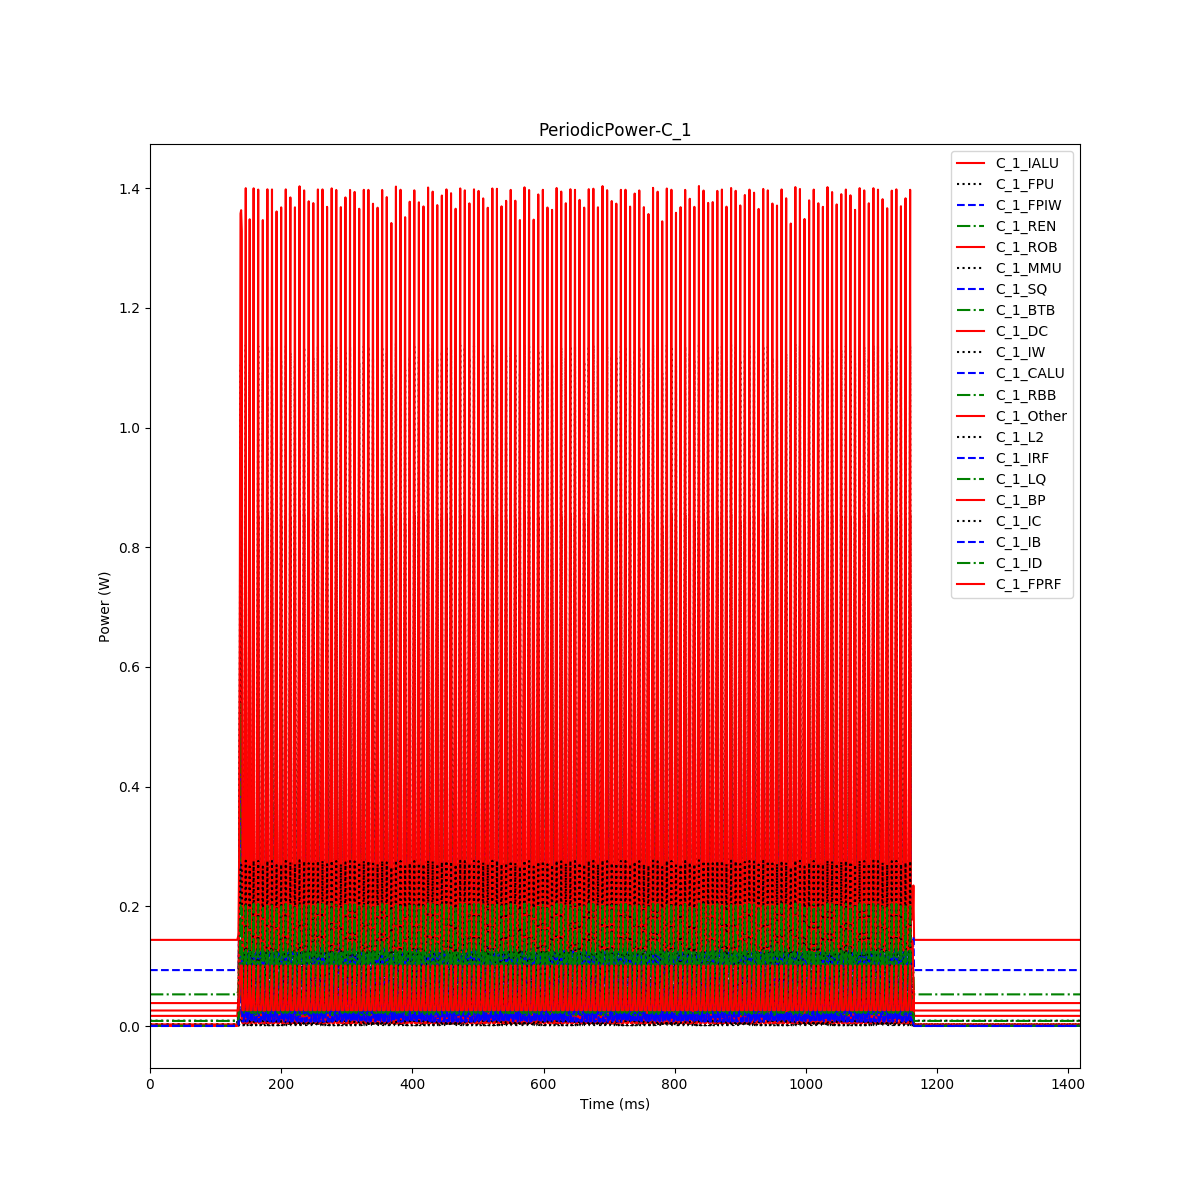 PeriodicPower-C_1
C_1_IALU
C_1_FPU
C_1_FPIW
C_1_REN
C_1_ROB
C_1_MMU
C_1_SQ
C_1_BTB
C_1_DC
C_1_IW
C_1_CALU
C_1_RBB
C_1_Other
C_1_L2
C_1_IRF
C_1_LQ
C_1_BP
C_1_IC
C_1_IB
C_1_ID
C_1_FPRF
Power (W)
1.4
1.2
1.0
0.8
0.6
0.4
0.2
0.0
0 200 400 600 800 1000 1200 1400
Time (ms)